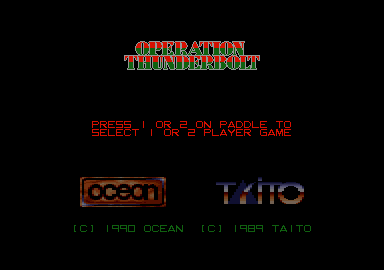 OPERATION
THUNDERBOLT
PRESS 1 OR 2 ON PADDLE TO
SELECT 1 OR 2 PLAYER GAME
ocean TAITO
[C] 1990 OCEAN [C] 1989 TAITO